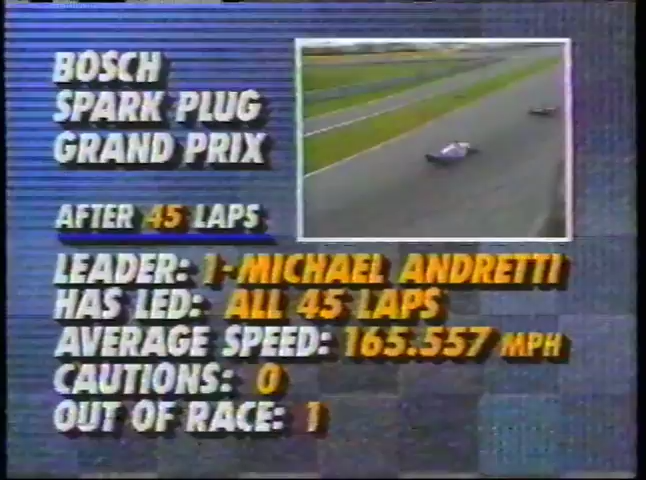 BOSCH
SPARK PLUG
GRAND PRIX
AFTER 45 LAPS
LEADER: 1-MICHAEL ANDRETTI
HAS LED: ALL 45 LAPS
AVERAGE SPEED: 165.557 MPH
CAUTIONS: 0
OUT OF RACE: 1